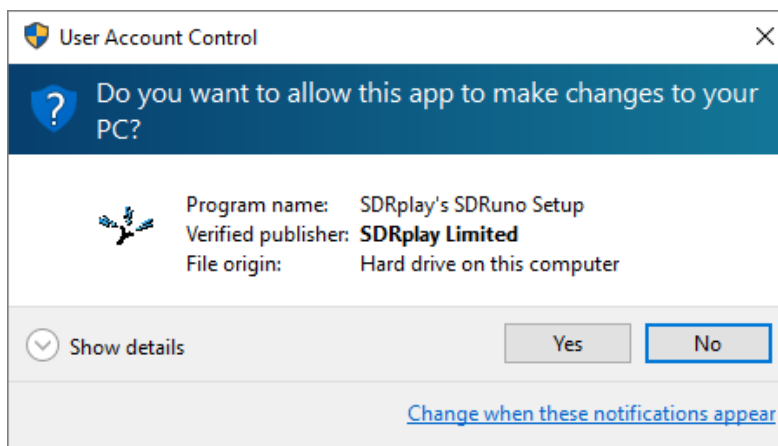 User Account Control
Do you want to allow this app to make changes to your
PC?
Program name: SDRplay's SDRuno Setup
Verified publisher: SDRplay Limited
File origin: Hard drive on this computer
Show details
Yes
No
Change when these notifications appear